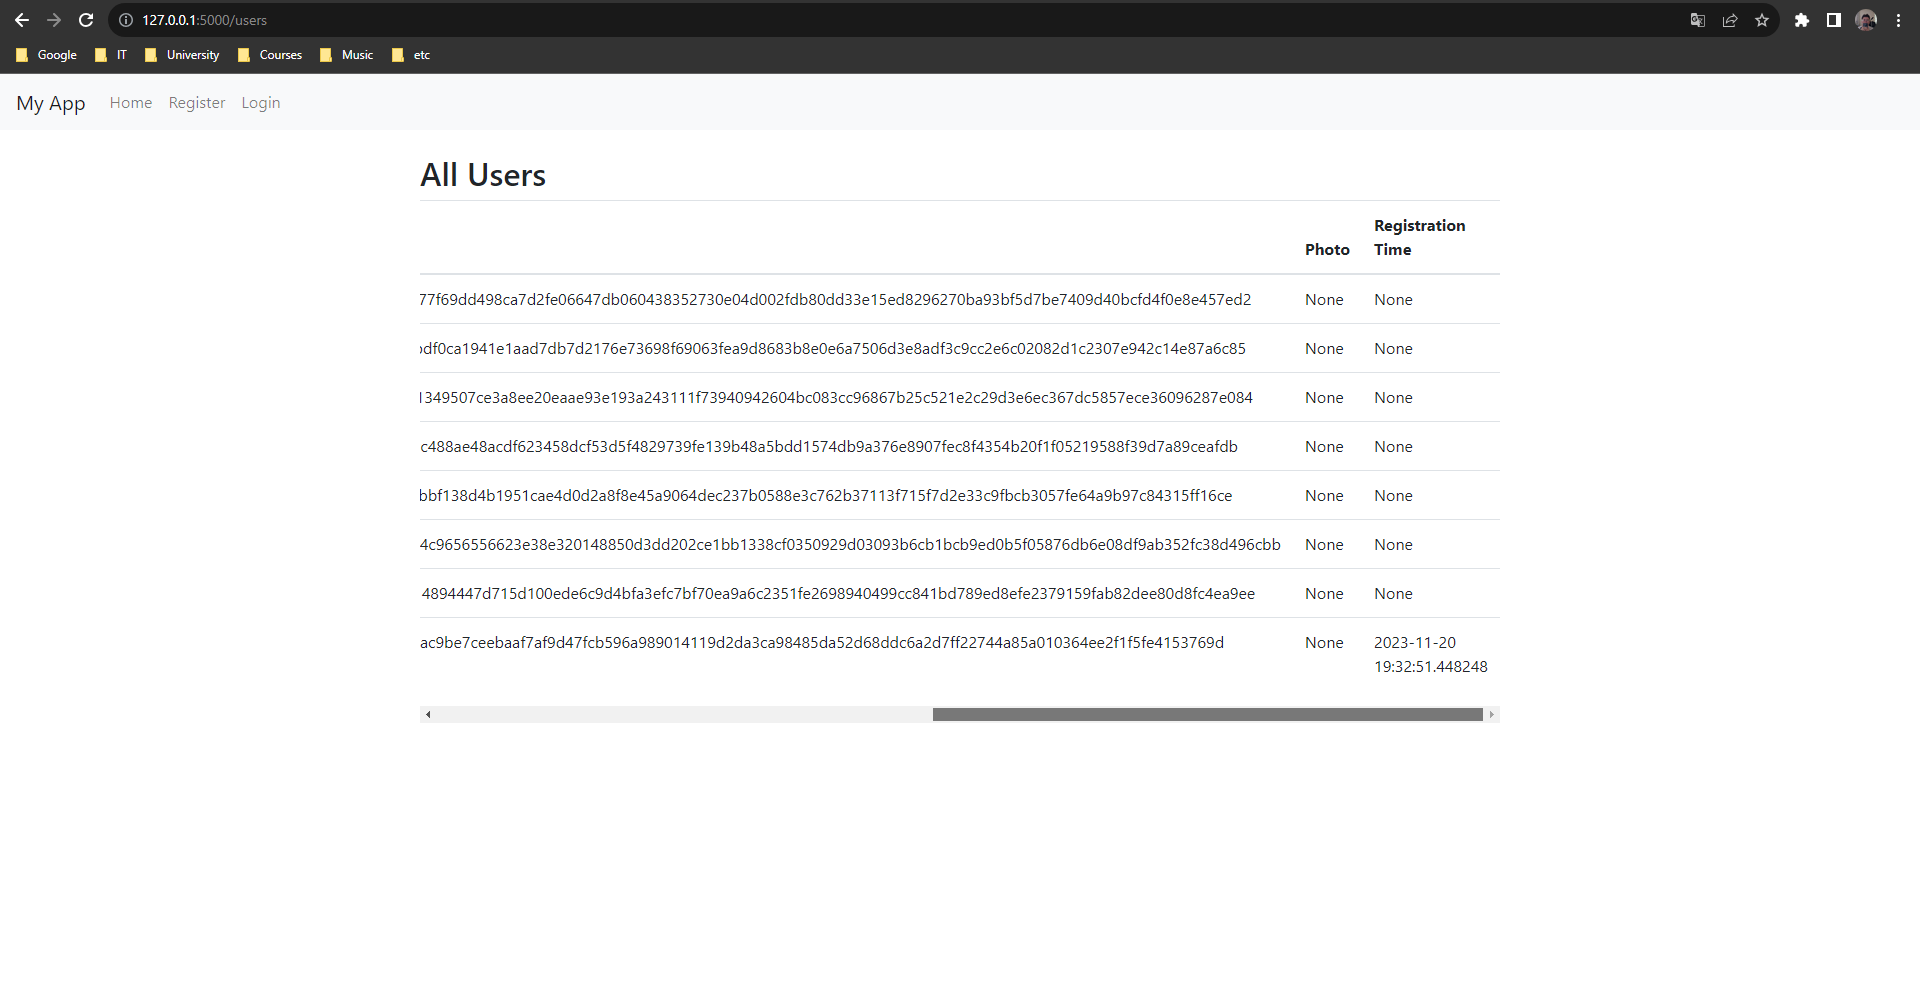 127.0.0.1:5000/users
Google IT University Courses Music etc
My App Home Register Login
All Users
Photo Registration Time
77f69dd498ca7d2fe06647db060438352730e04d002fdb80dd33e15ed8296270ba93bf5d7be7409d40bcfd4f0e8e457ed2 None None
bdf0ca1941e1aad7db7d2176e73698f69063fea9d8683b8e0e6a7506d3e8adf3c9cc2e6c02082d1c2307e942c14e87a6c85 None None
1349507ce3a8ee20eaae93e193a243111f73940942604bc083cc96867b25c521e2c29d3e6ec367dc5857ece36096287e084 None None
c488ae48acdf623458dcf53d5f4829739fe139b48a5bdd1574db9a376e8907fec8f4354b20f1f05219588f39d7a89ceafdb None None
bbf138d4b1951cae4d0d2a8f8e45a9064dec237b0588e3c762b37113f715f7d2e33c9fbcb3057fe64a9b97c84315ff16ce None None
4c9656556623e38e320148850d3dd202ce1bb1338cf0350929d03093b6cb1bcb9ed0b5f05876db6e08df9ab352fc38d496cbb None None
4894447d715d100ede6c9d4bfa3efc7bf70ea9a6c2351fe2698940499cc841bd789ed8efe2379159fab82dee80d8fc4ea9ee None None
ac9be7ceebaaf7af9d47fcb596a989014119d2da3ca98485da52d68ddc6a2d7ff22744a85a010364ee2f1f5fe4153769d None 2023-11-20
19:32:51.448248